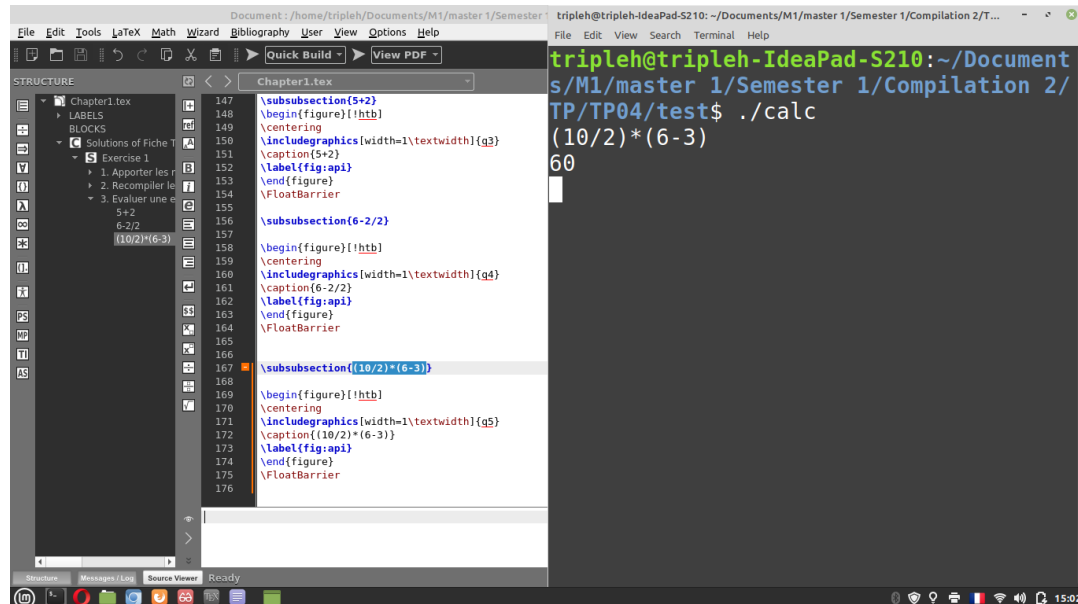 Document : /home/tripleh/Documents/M1/master 1/Semester 1
File Edit Tools LaTeX Math Wizard Bibliography User View Options Help
Quick Build
View PDF
STRUCTURE
Chapter1.tex
Chapter1.tex
LABELS
BLOCKS
Solutions of Fiche T
Exercise 1
1. Apporter les r
2. Recompiler le
3. Evaluer une e
5+2
6-2/2
(10/2)*(6-3)
147 \subsubsection{5+2}
148 \begin{figure}[!htb]
149 \centering
150 \includegraphics[width=1\textwidth]{q3}
151 \caption{5+2}
152 \label{fig:api}
153 \end{figure}
154 \FloatBarrier
155
156 \subsubsection{6-2/2}
157
158 \begin{figure}[!htb]
159 \centering
160 \includegraphics[width=1\textwidth]{q4}
161 \caption{6-2/2}
162 \label{fig:api}
163 \end{figure}
164 \FloatBarrier
165
166
167 \subsubsection{(10/2)*(6-3)}
168
169 \begin{figure}[!htb]
170 \centering
171 \includegraphics[width=1\textwidth]{q5}
172 \caption{(10/2)*(6-3)}
173 \label{fig:api}
174 \end{figure}
175 \FloatBarrier
176
Structure Messages / Log Source Viewer Ready
tripleh@tripleh-IdeaPad-S210: ~/Documents/M1/master 1/Semester 1/Compilation 2/T...
File Edit View Search Terminal Help
tripleh@tripleh-IdeaPad-S210:~/Document
s/M1/master 1/Semester 1/Compilation 2/
TP/TP04/test$ ./calc
(10/2)*(6-3)
60
15:02